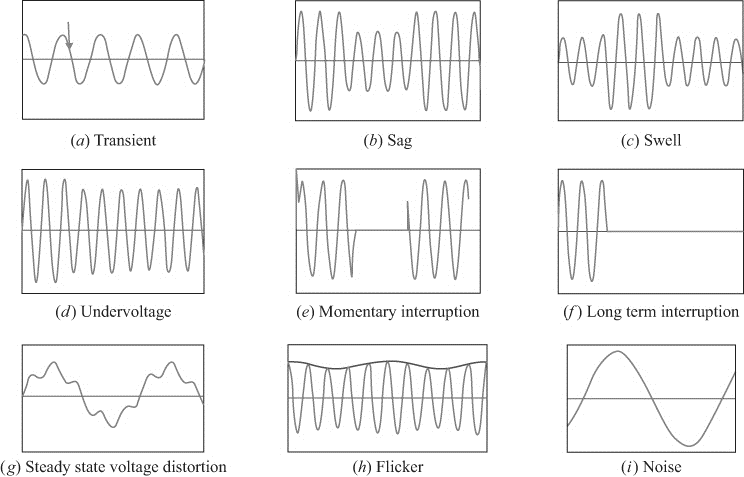 (a) Transient
(b) Sag
(c) Swell
(d) Undervoltage
(e) Momentary interruption
(f) Long term interruption
(g) Steady state voltage distortion
(h) Flicker
(i) Noise